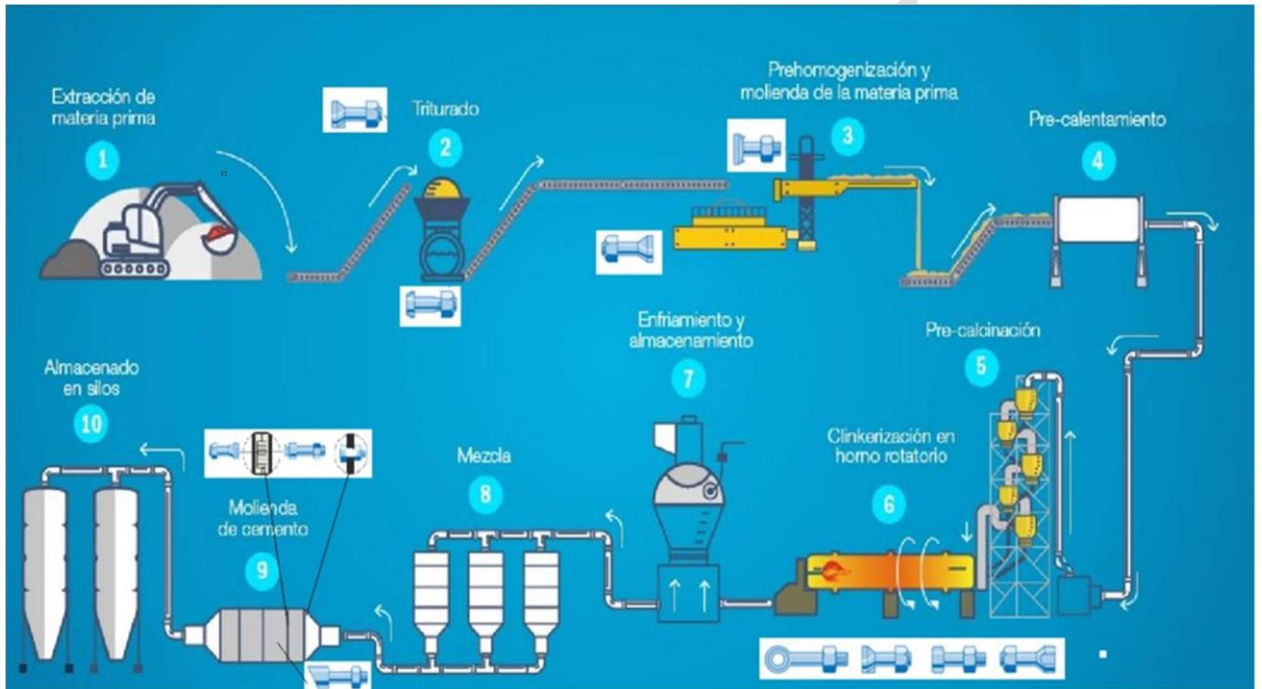 Extracción de
materia prima
1
Triturado
2
Prehomogenización y
molienda de la materia prima
3
Pre-calentamiento
4
Pre-calcinación
5
Clinkerización en
horno rotatorio
6
Enfriamiento y
almacenamiento
7
Mezcla
8
Molienda
de cemento
9
Almacenado
en silos
10